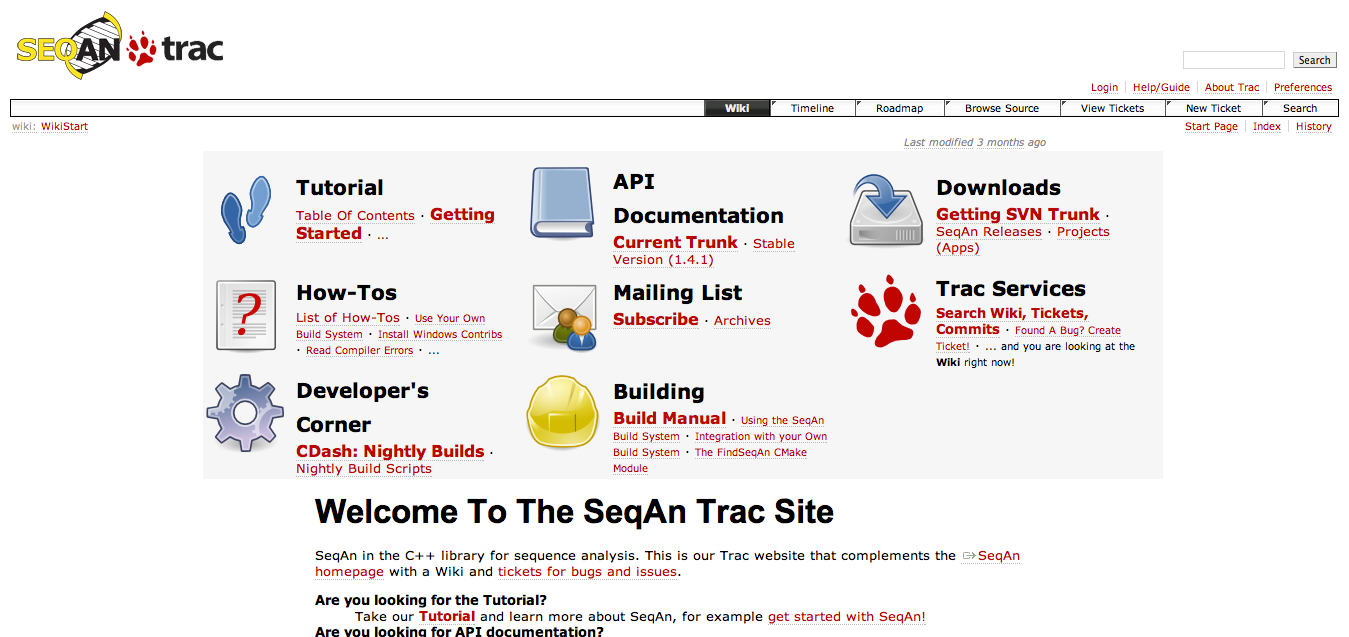 SEQAN trac
Search
Login Help/Guide About Trac Preferences
Wiki Timeline Roadmap Browse Source View Tickets New Ticket Search
wiki: WikiStart
Start Page Index History
Last modified 3 months ago
Tutorial
Table Of Contents · Getting
Started · ...
API
Documentation
Current Trunk · Stable
Version (1.4.1)
Downloads
Getting SVN Trunk ·
SeqAn Releases · Projects
(Apps)
?
How-Tos
List of How-Tos · Use Your Own
Build System · Install Windows Contribs
· Read Compiler Errors · ...
Mailing List
Subscribe · Archives
Trac Services
Search Wiki, Tickets,
Commits · Found A Bug? Create
Ticket! · ... and you are looking at the
Wiki right now!
Developer's
Corner
CDash: Nightly Builds ·
Nightly Build Scripts
Building
Build Manual · Using the SeqAn
Build System · Integration with your Own
Build System · The FindSeqAn CMake
Module
Welcome To The SeqAn Trac Site
SeqAn in the C++ library for sequence analysis. This is our Trac website that complements the SeqAn
homepage with a Wiki and tickets for bugs and issues.
Are you looking for the Tutorial?
Take our Tutorial and learn more about SeqAn, for example get started with SeqAn!
Are you looking for API documentation?